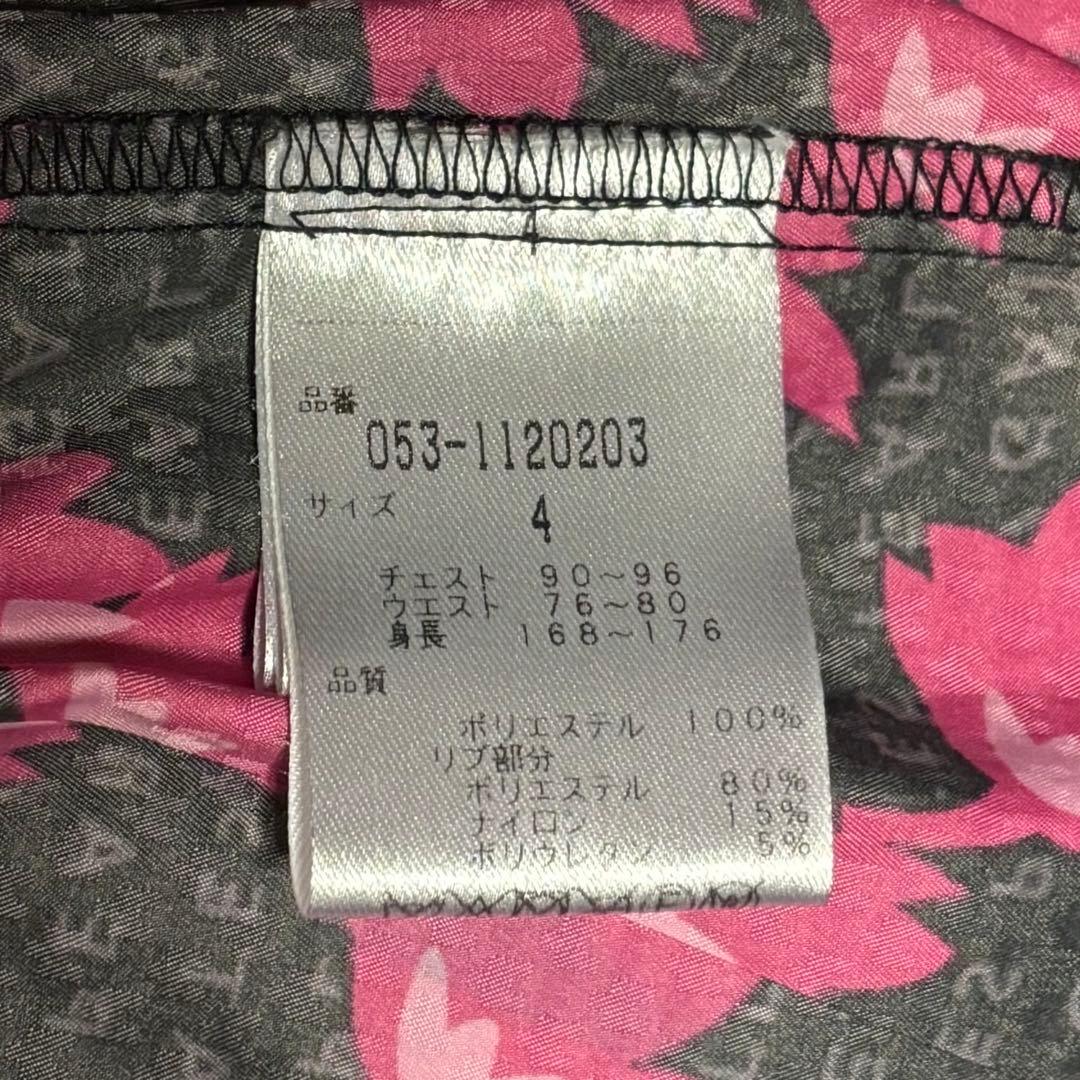 品番
053-1120203
サイズ 4
チェスト 90~96
ウエスト 76~80
身長 168~176
品質
ポリエステル 100%
リブ部分
ポリエステル 80%
ナイロン 15%
ポリウレタン 5%